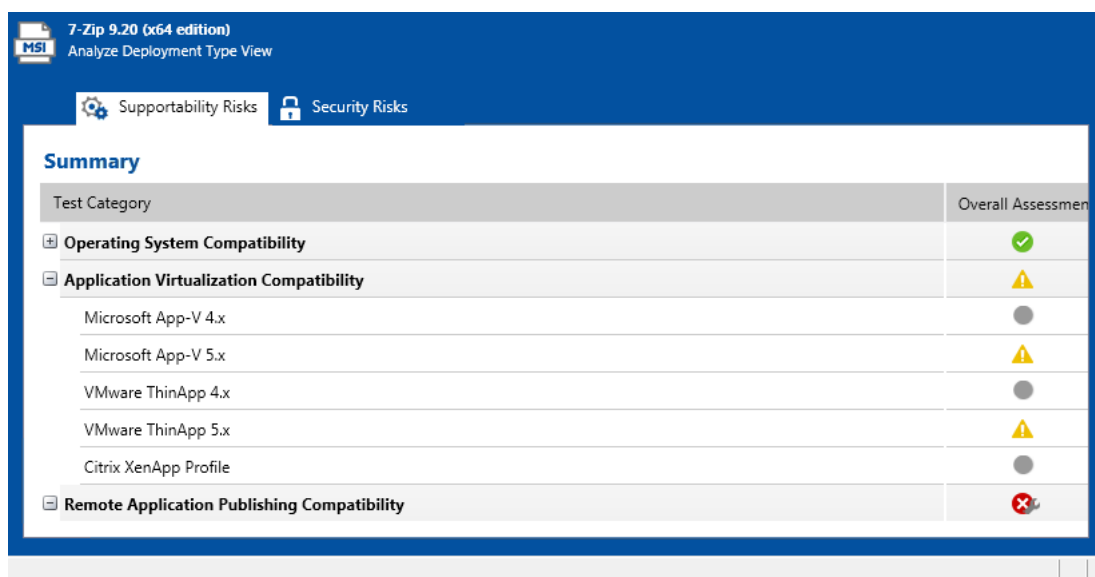 7-Zip 9.20 (x64 edition)
MSI
Analyze Deployment Type View
Supportability Risks
Security Risks
Summary
Test Category
Overall Assessmen
Operating System Compatibility
Application Virtualization Compatibility
Microsoft App-V 4.x
Microsoft App-V 5.x
VMware ThinApp 4.x
VMware ThinApp 5.x
Citrix XenApp Profile
Remote Application Publishing Compatibility